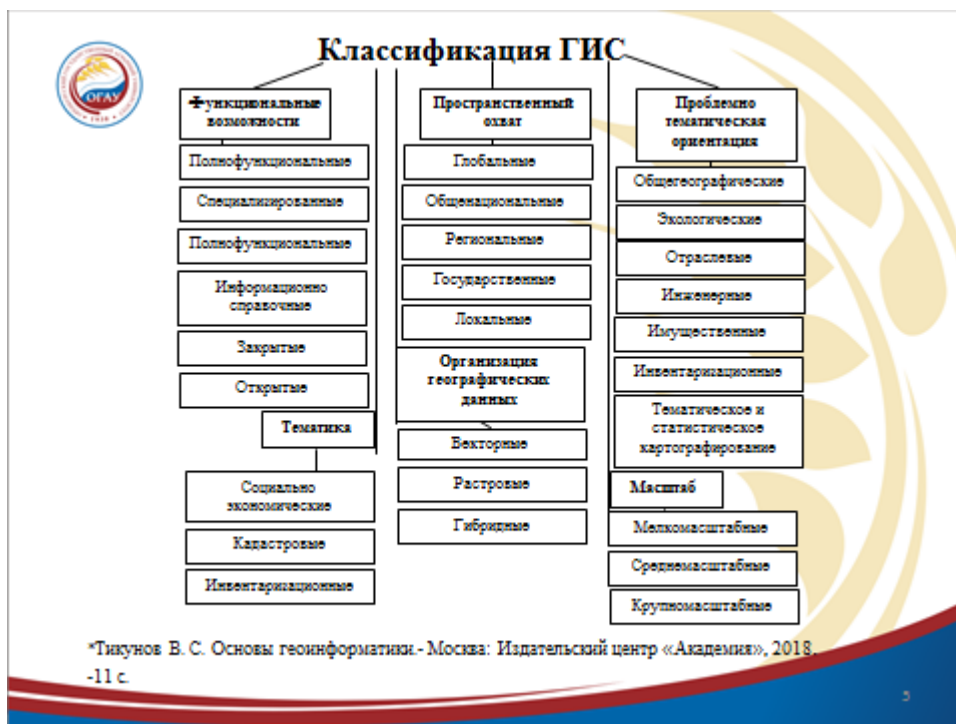 Классификация ГИС
ОГАУ
1930
Функциональные
возможности
Полнофункциональные
Специализированные
Полнофункциональные
Информационно
справочные
Закрытые
Открытые
Тематика
Социально
экономические
Кадастровые
Инвентаризационные
Пространственный
охват
Глобальные
Общенациональные
Региональные
Государственные
Локальные
Организация
географических
данных
Векторные
Растровые
Гибридные
Проблемно
тематическая
ориентация
Общегеографические
Экологические
Отраслевые
Инженерные
Имущественные
Инвентаризационные
Тематическое и
статистическое
картографирование
Масштаб
Мелкомасштабные
Среднемасштабные
Крупномасштабные
*Тикунов В. С. Основы геоинформатики.- Москва: Издательский центр «Академия», 2018,
-11 с.
5